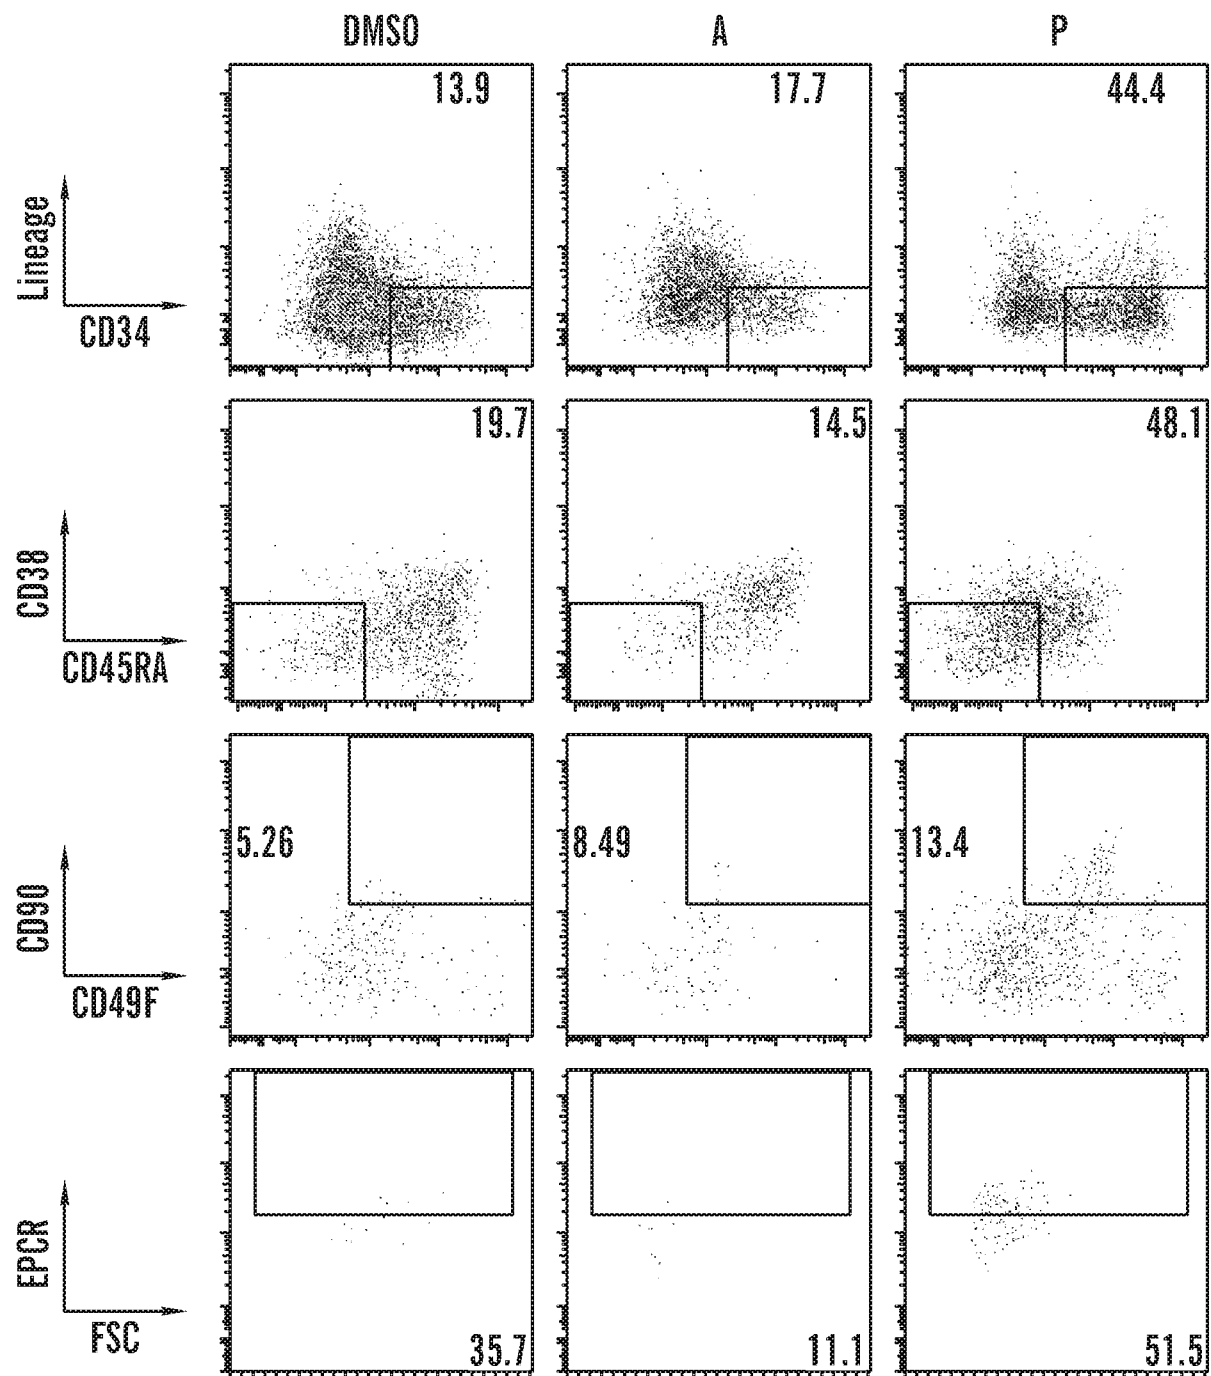 DMSO A P
13.9 17.7 44.4
Lineage
CD34
19.7 14.5 48.1
CD38
CD45RA
5.26 8.49 13.4
CD90
CD49F
EPCR
FSC
35.7 11.1 51.5